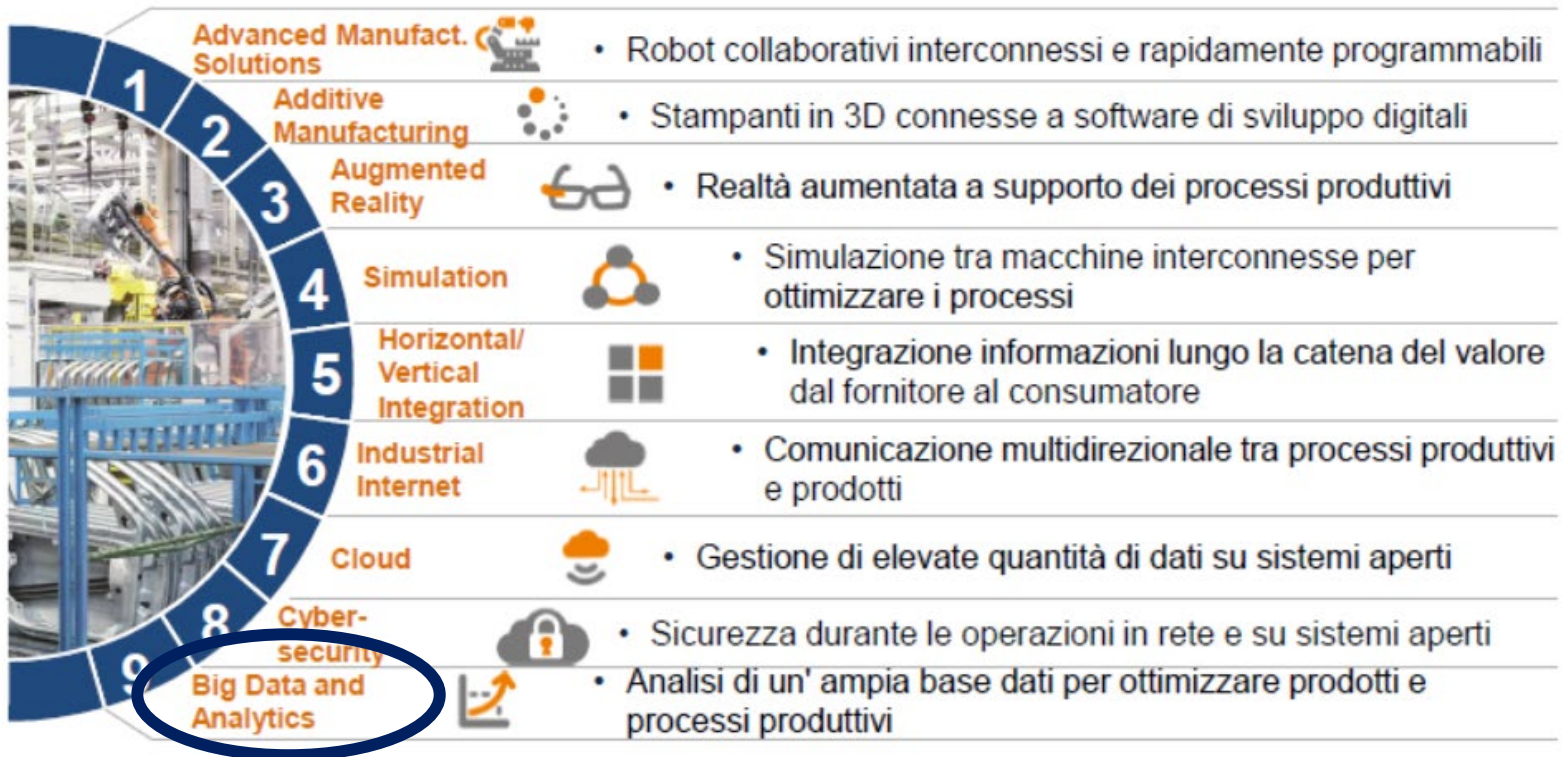 1
Advanced Manufact.
Solutions
• Robot collaborativi interconnessi e rapidamente programmabili
2
Additive
Manufacturing
• Stampanti in 3D connesse a software di sviluppo digitali
3
Augmented
Reality
• Realtà aumentata a supporto dei processi produttivi
4
Simulation
• Simulazione tra macchine interconnesse per
ottimizzare i processi
5
Horizontal/
Vertical
Integration
• Integrazione informazioni lungo la catena del valore
dal fornitore al consumatore
6
Industrial
Internet
• Comunicazione multidirezionale tra processi produttivi
e prodotti
7
Cloud
• Gestione di elevate quantità di dati su sistemi aperti
8
Cyber-
security
• Sicurezza durante le operazioni in rete e su sistemi aperti
9
Big Data and
Analytics
• Analisi di un' ampia base dati per ottimizzare prodotti e
processi produttivi